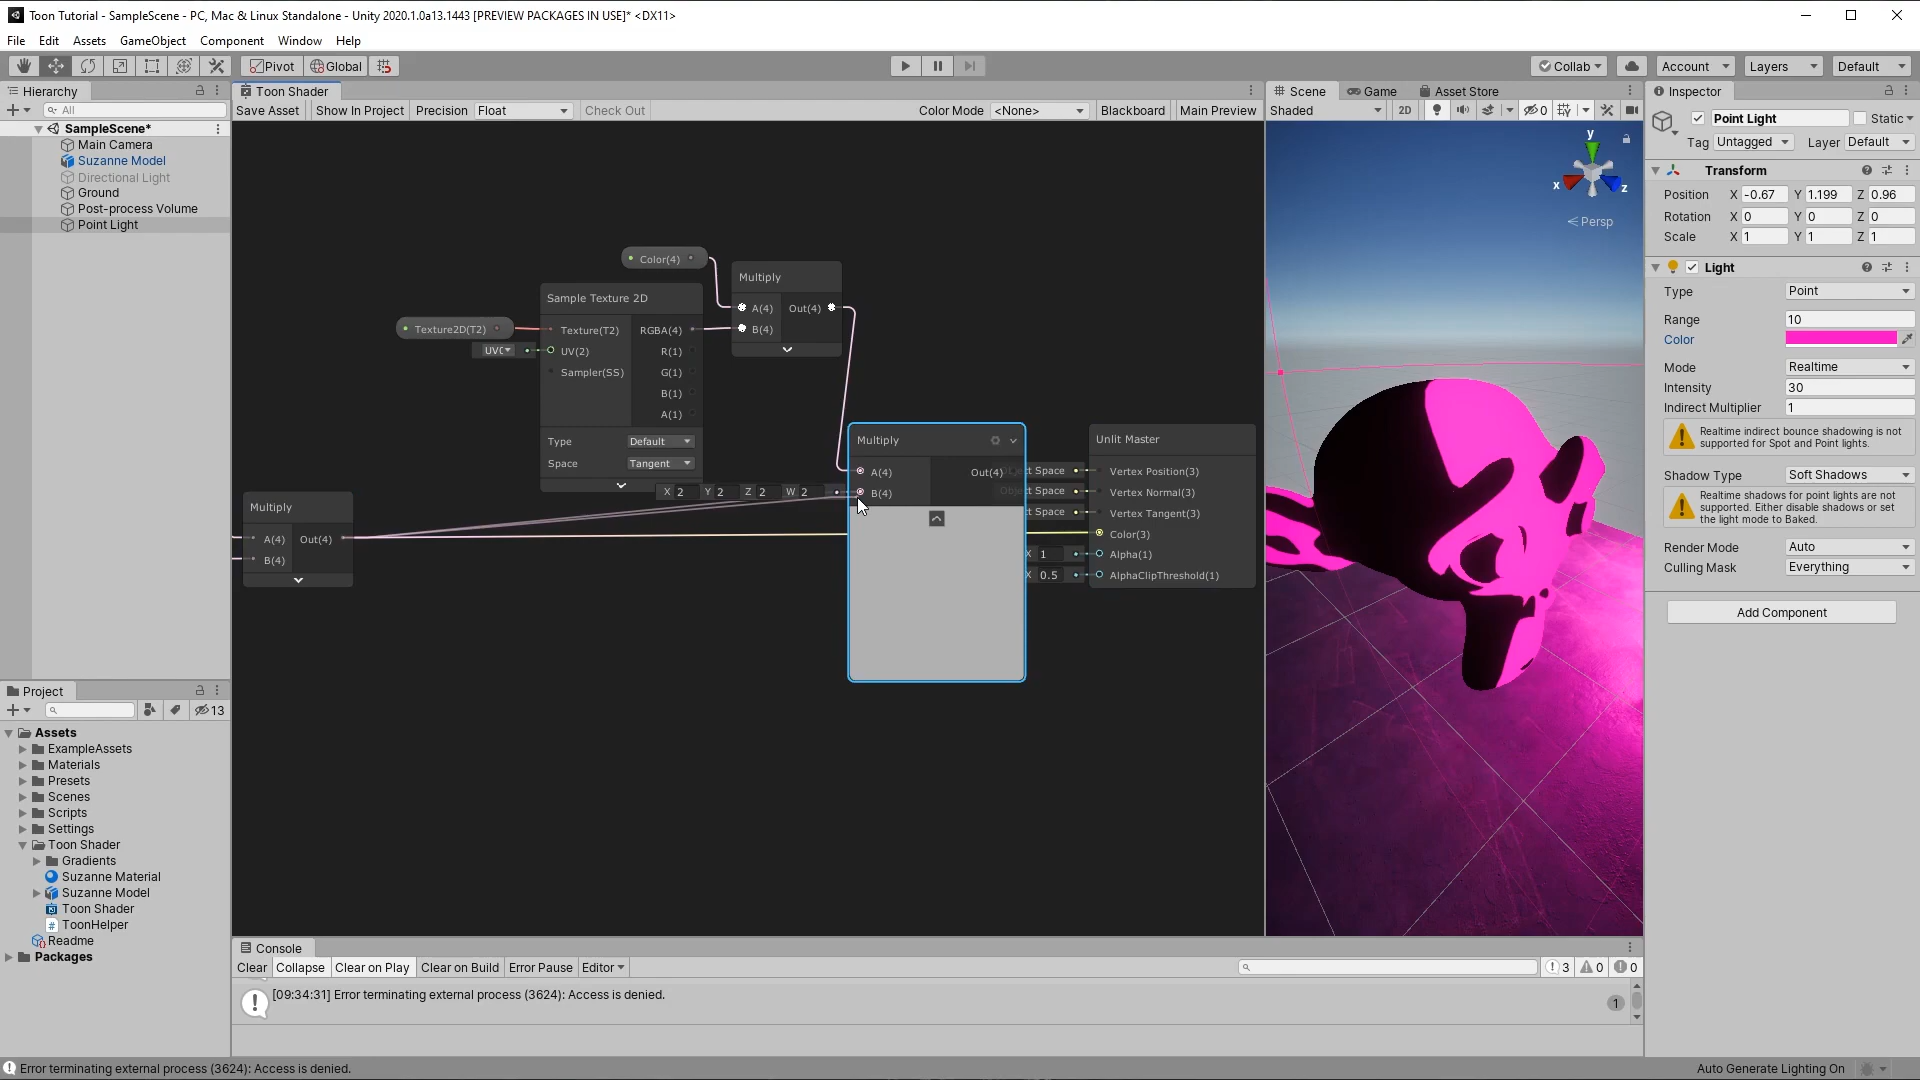 Toon Tutorial - SampleScene - PC, Mac & Linux Standalone - Unity 2020.1.0a13.1443 [PREVIEW PACKAGES IN USE]* <DX11>
File Edit Assets GameObject Component Window Help
Pivot Global Collab Account Layers Default
Hierarchy
All
SampleScene*
Main Camera
Suzanne Model
Directional Light
Ground
Post-process Volume
Point Light
Project
13
Assets
ExampleAssets
Materials
Presets
Scenes
Scripts
Settings
Toon Shader
Gradients
Suzanne Material
Suzanne Model
Toon Shader
ToonHelper
Readme
Packages
Toon Shader
Save Asset Show In Project Precision Float Check Out Color Mode <None> Blackboard Main Preview
Color(4)
Multiply
A(4) Out(4)
B(4)
Texture2D(T2)
UV0
Sample Texture 2D
Texture(T2) RGBA(4)
UV(2) R(1)
Sampler(SS) G(1)
B(1)
A(1)
Type Default
Space Tangent
Multiply
A(4) Out(4)
B(4)
X 2 Y 2 Z 2 W 2
Multiply
A(4) Out(4)
B(4)
ct Space
Object Space
ct Space
X 1
X 0.5
Unlit Master
Vertex Position(3)
Vertex Normal(3)
Vertex Tangent(3)
Color(3)
Alpha(1)
AlphaClipThreshold(1)
Scene Game Asset Store
Shaded 2D 0
y
x z
Persp
Console
Clear Collapse Clear on Play Clear on Build Error Pause Editor 3 0 0
[09:34:31] Error terminating external process (3624): Access is denied.
1
Inspector
Point Light Static
Tag Untagged Layer Default
Transform
Position X -0.67 Y 1.199 Z 0.96
Rotation X 0 Y 0 Z 0
Scale X 1 Y 1 Z 1
Light
Type Point
Range 10
Color
Mode Realtime
Intensity 30
Indirect Multiplier 1
Realtime indirect bounce shadowing is not
supported for Spot and Point lights.
Shadow Type Soft Shadows
Realtime shadows for point lights are not
supported. Either disable shadows or set
the light mode to Baked.
Render Mode Auto
Culling Mask Everything
Add Component
Error terminating external process (3624): Access is denied.
Auto Generate Lighting On